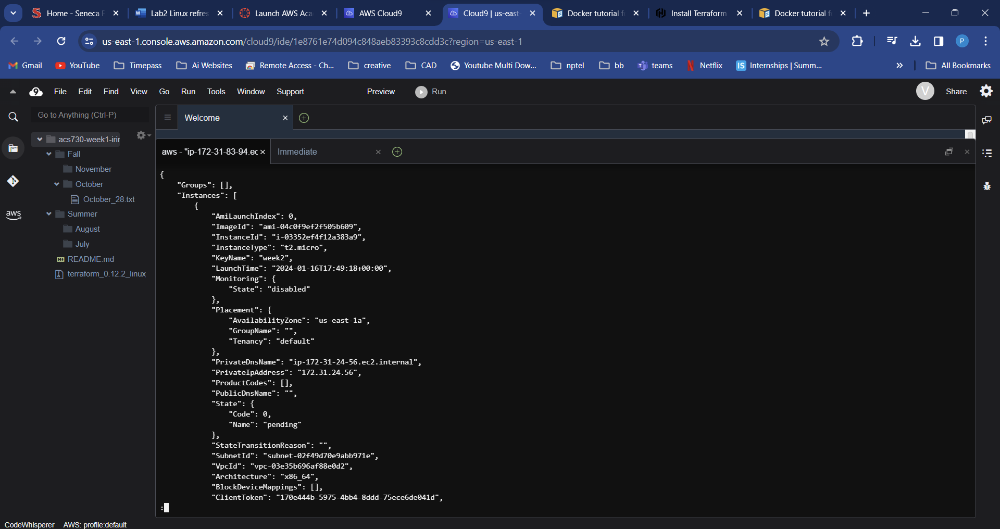 Home - Seneca
Lab2 Linux refres
Launch AWS Aca
AWS Cloud9
Cloud9 | us-east-
Docker tutorial f
Install Terraform
Docker tutorial f
us-east-1.console.aws.amazon.com/cloud9/ide/1e8761e74d094c848aeb83393c8cdd3c?region=us-east-1
P
Gmail
YouTube
Timepass
Ai Websites
Remote Access - Ch...
creative
CAD
Youtube Multi Dow...
nptel
bb
teams
Netflix
IS Internships | Summ...
All Bookmarks
9 File Edit Find View Go Run Tools Window Support Preview Run
V Share
Go to Anything (Ctrl-P)
acs730-week1-irir
Fall
November
October
October_28.txt
Summer
August
July
README.md
terraform_0.12.2_linux
aws
Welcome
aws - "ip-172-31-83-94.ec
Immediate
{
"Groups": [],
"Instances": [
{
"AmiLaunchIndex": 0,
"ImageId": "ami-04c0f9ef2f505b609",
"InstanceId": "i-03352ef4f12a383a9",
"InstanceType": "t2.micro",
"KeyName": "week2",
"LaunchTime": "2024-01-16T17:49:18+00:00",
"Monitoring": {
"State": "disabled"
},
"Placement": {
"AvailabilityZone": "us-east-1a",
"GroupName": "",
"Tenancy": "default"
},
"PrivateDnsName": "ip-172-31-24-56.ec2.internal",
"PrivateIpAddress": "172.31.24.56",
"ProductCodes": [],
"PublicDnsName": "",
"State": {
"Code": 0,
"Name": "pending"
},
"StateTransitionReason": "",
"SubnetId": "subnet-02f49d70e9abb971e",
"VpcId": "vpc-03e35b696af88e0d2",
"Architecture": "x86_64",
"BlockDeviceMappings": [],
"ClientToken": "170e444b-5975-4bb4-8ddd-75ece6de041d",
:
CodeWhisperer AWS: profile:default